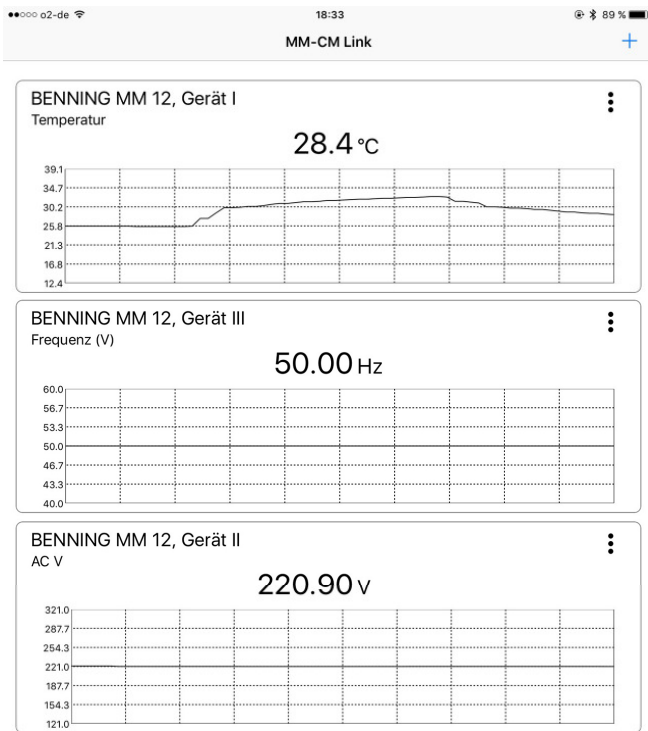 o2-de 18:33 89 %
MM-CM Link
+
BENNING MM 12, Gerät I
Temperatur
28.4 °C
39.1
34.7
30.2
25.8
21.3
16.8
12.4
BENNING MM 12, Gerät III
Frequenz (V)
50.00 Hz
60.0
56.7
53.3
50.0
46.7
43.3
40.0
BENNING MM 12, Gerät II
AC V
220.90 V
321.0
287.7
254.3
221.0
187.7
154.3
121.0